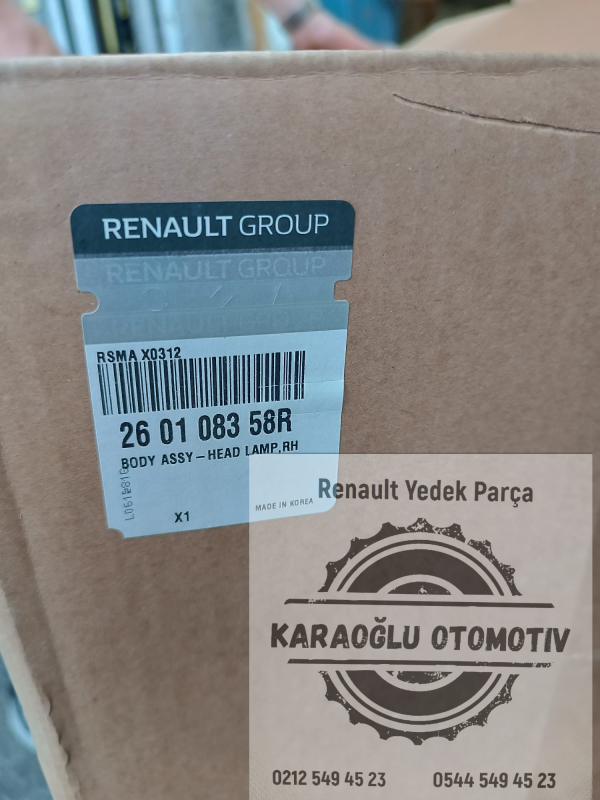 RENAULT GROUP
RENAULT GROUP
RSMA X0312
26 01 083 58R
BODY ASSY – HEAD LAMP,RH
X1
MADE IN KOREA
Renault Yedek Parça
KARAOĞLU OTOMOTIV
0212 549 45 23
0544 549 45 23